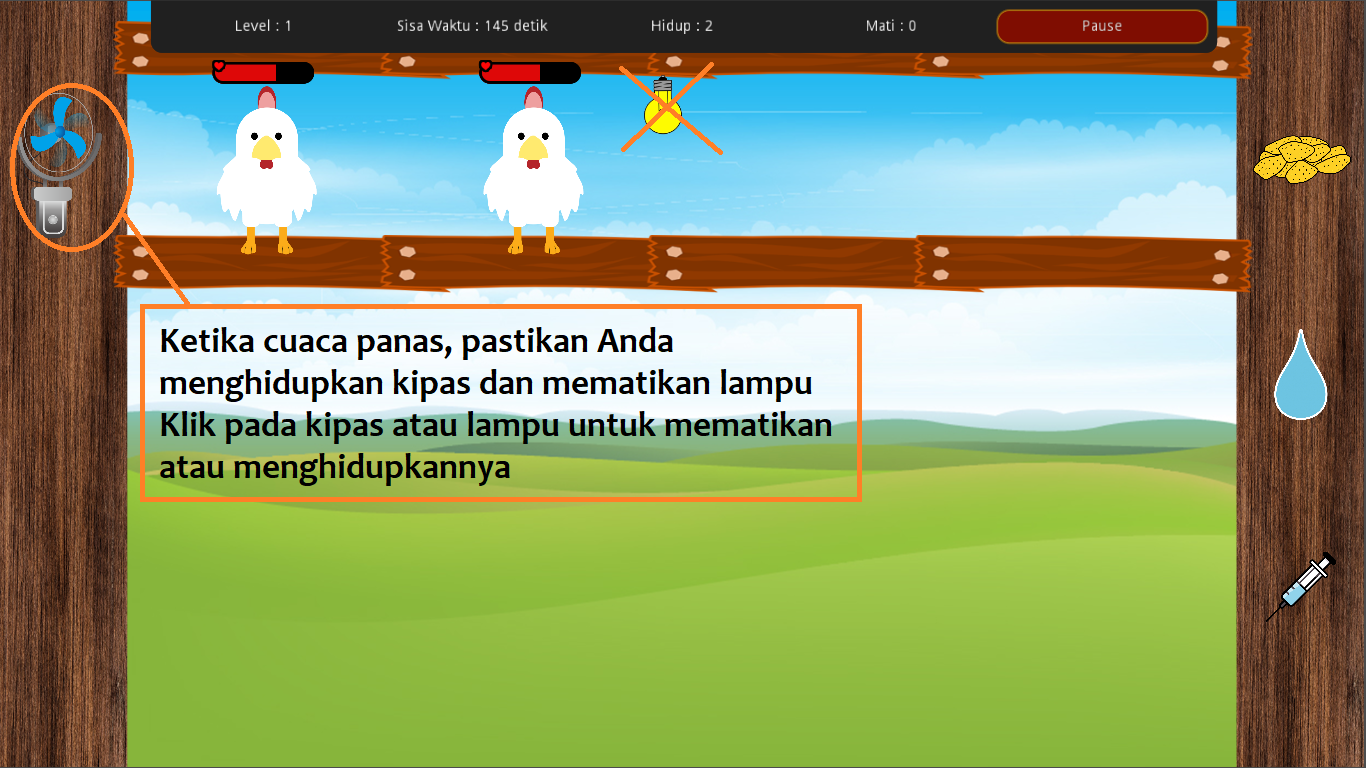 Level : 1
Sisa Waktu : 145 detik
Hidup : 2
Mati : 0
Pause
Ketika cuaca panas, pastikan Anda
menghidupkan kipas dan mematikan lampu
Klik pada kipas atau lampu untuk mematikan
atau menghidupkannya